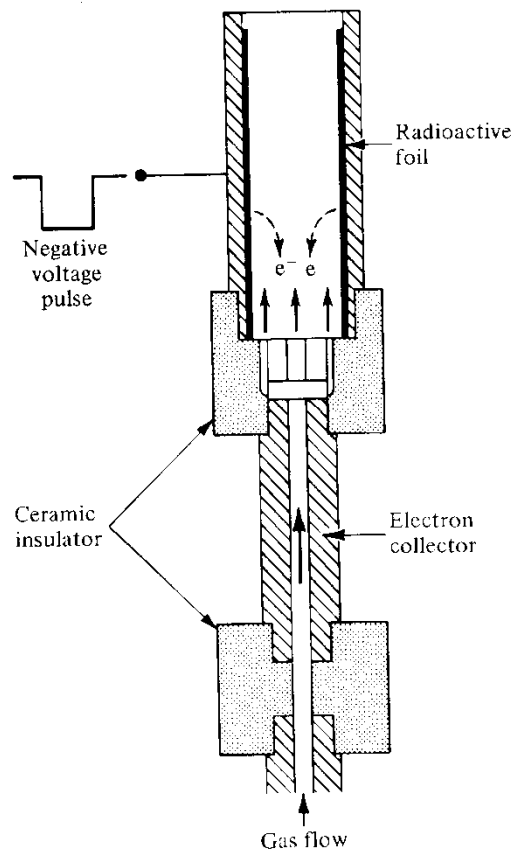 Radioactive
foil
Negative
voltage
pulse
e⁻ e
Ceramic
insulator
Electron
collector
Gas flow